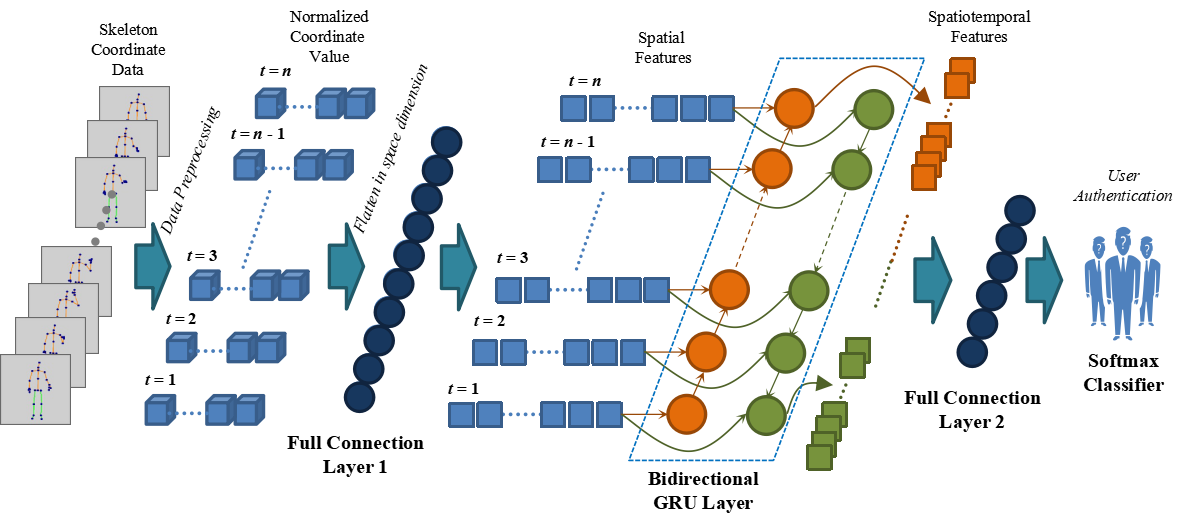 Skeleton
Coordinate
Data
Data Preprocessing
Normalized
Coordinate
Value
t = n
t = n - 1
t = 3
t = 2
t = 1
Flatten in space dimension
Full Connection
Layer 1
Spatial
Features
t = n
t = n - 1
t = 3
t = 2
t = 1
Bidirectional
GRU Layer
Spatiotemporal
Features
Full Connection
Layer 2
User
Authentication
?
?
?
Softmax
Classifier